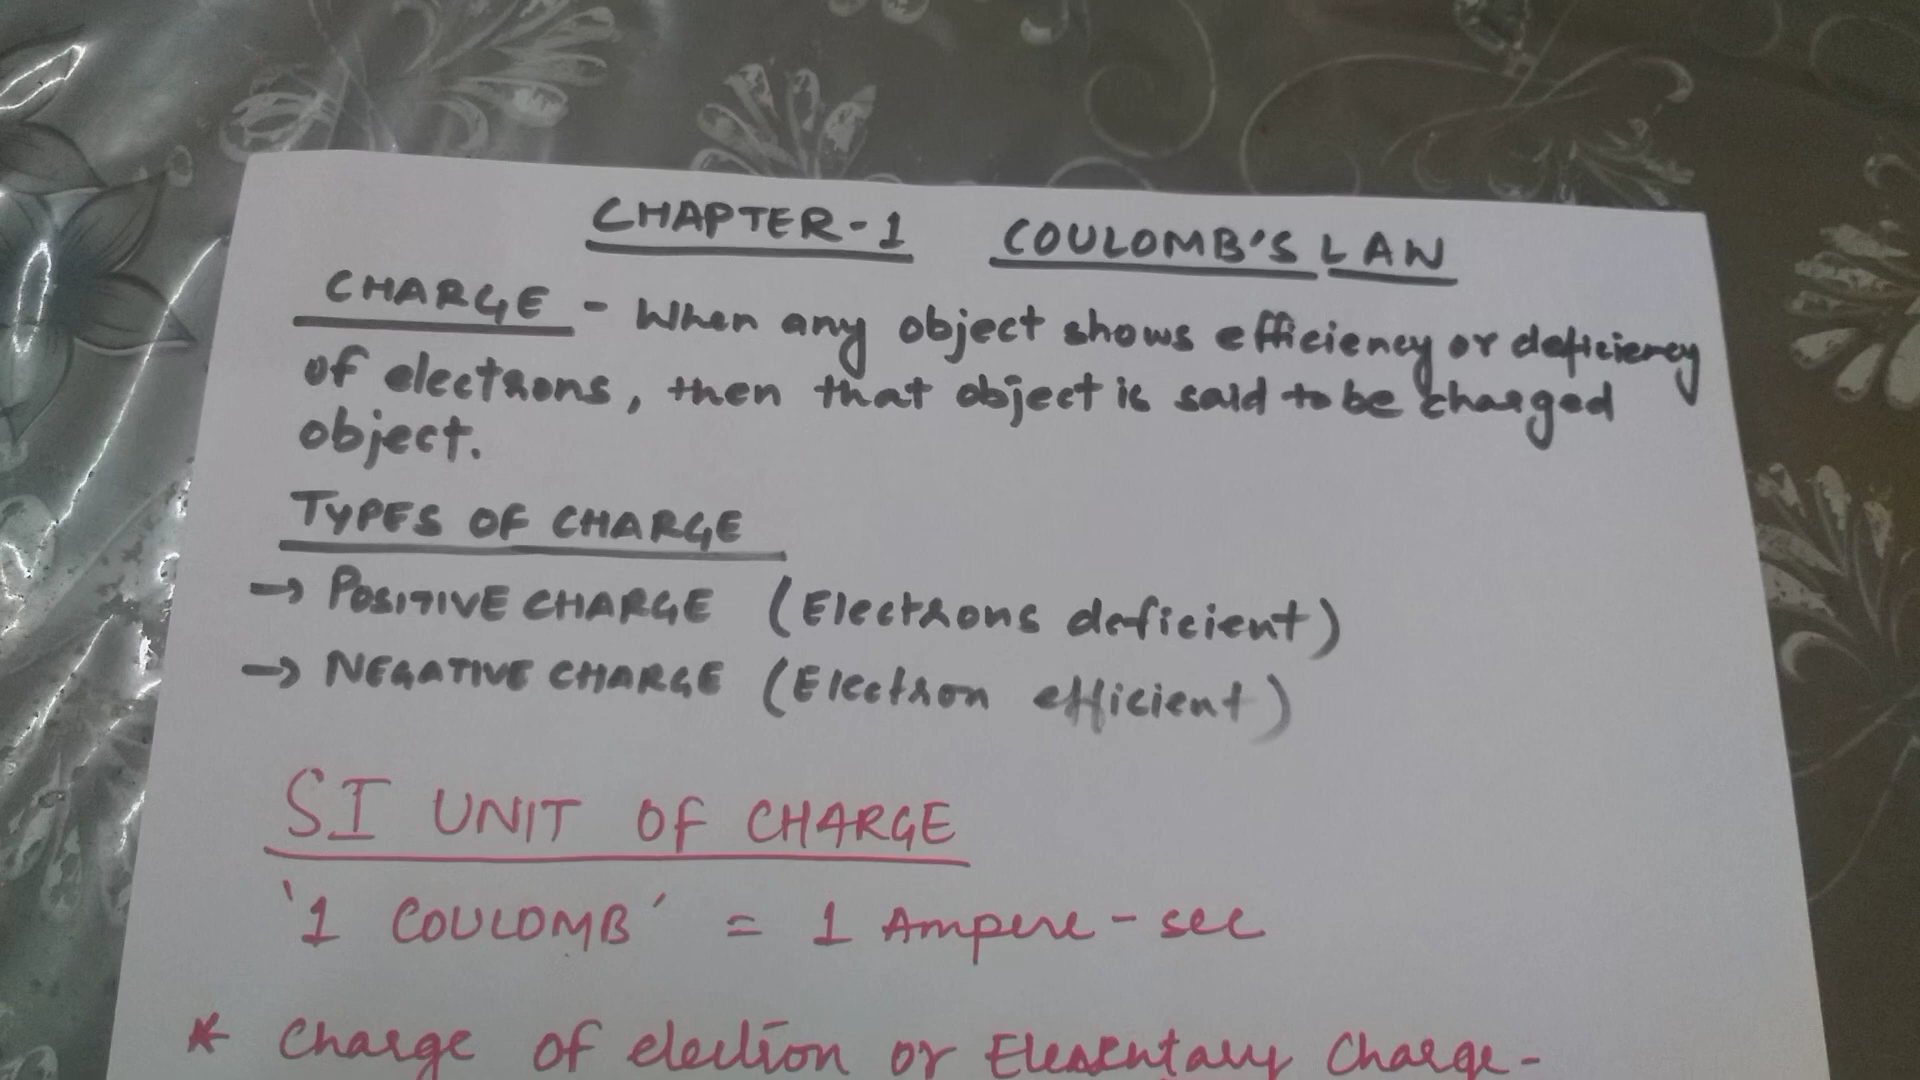 CHAPTER-1 COULOMB'S LAW
CHARGE - When any object shows efficiency or deficiency
of electrons, then that object is said to be charged
object.
TYPES OF CHARGE
→ POSITIVE CHARGE (Electrons deficient)
→ NEGATIVE CHARGE (Electron efficient)
SI UNIT OF CHARGE
'1 COULOMB' = 1 Ampere-sec
* Charge of electron or Elementary Charge-